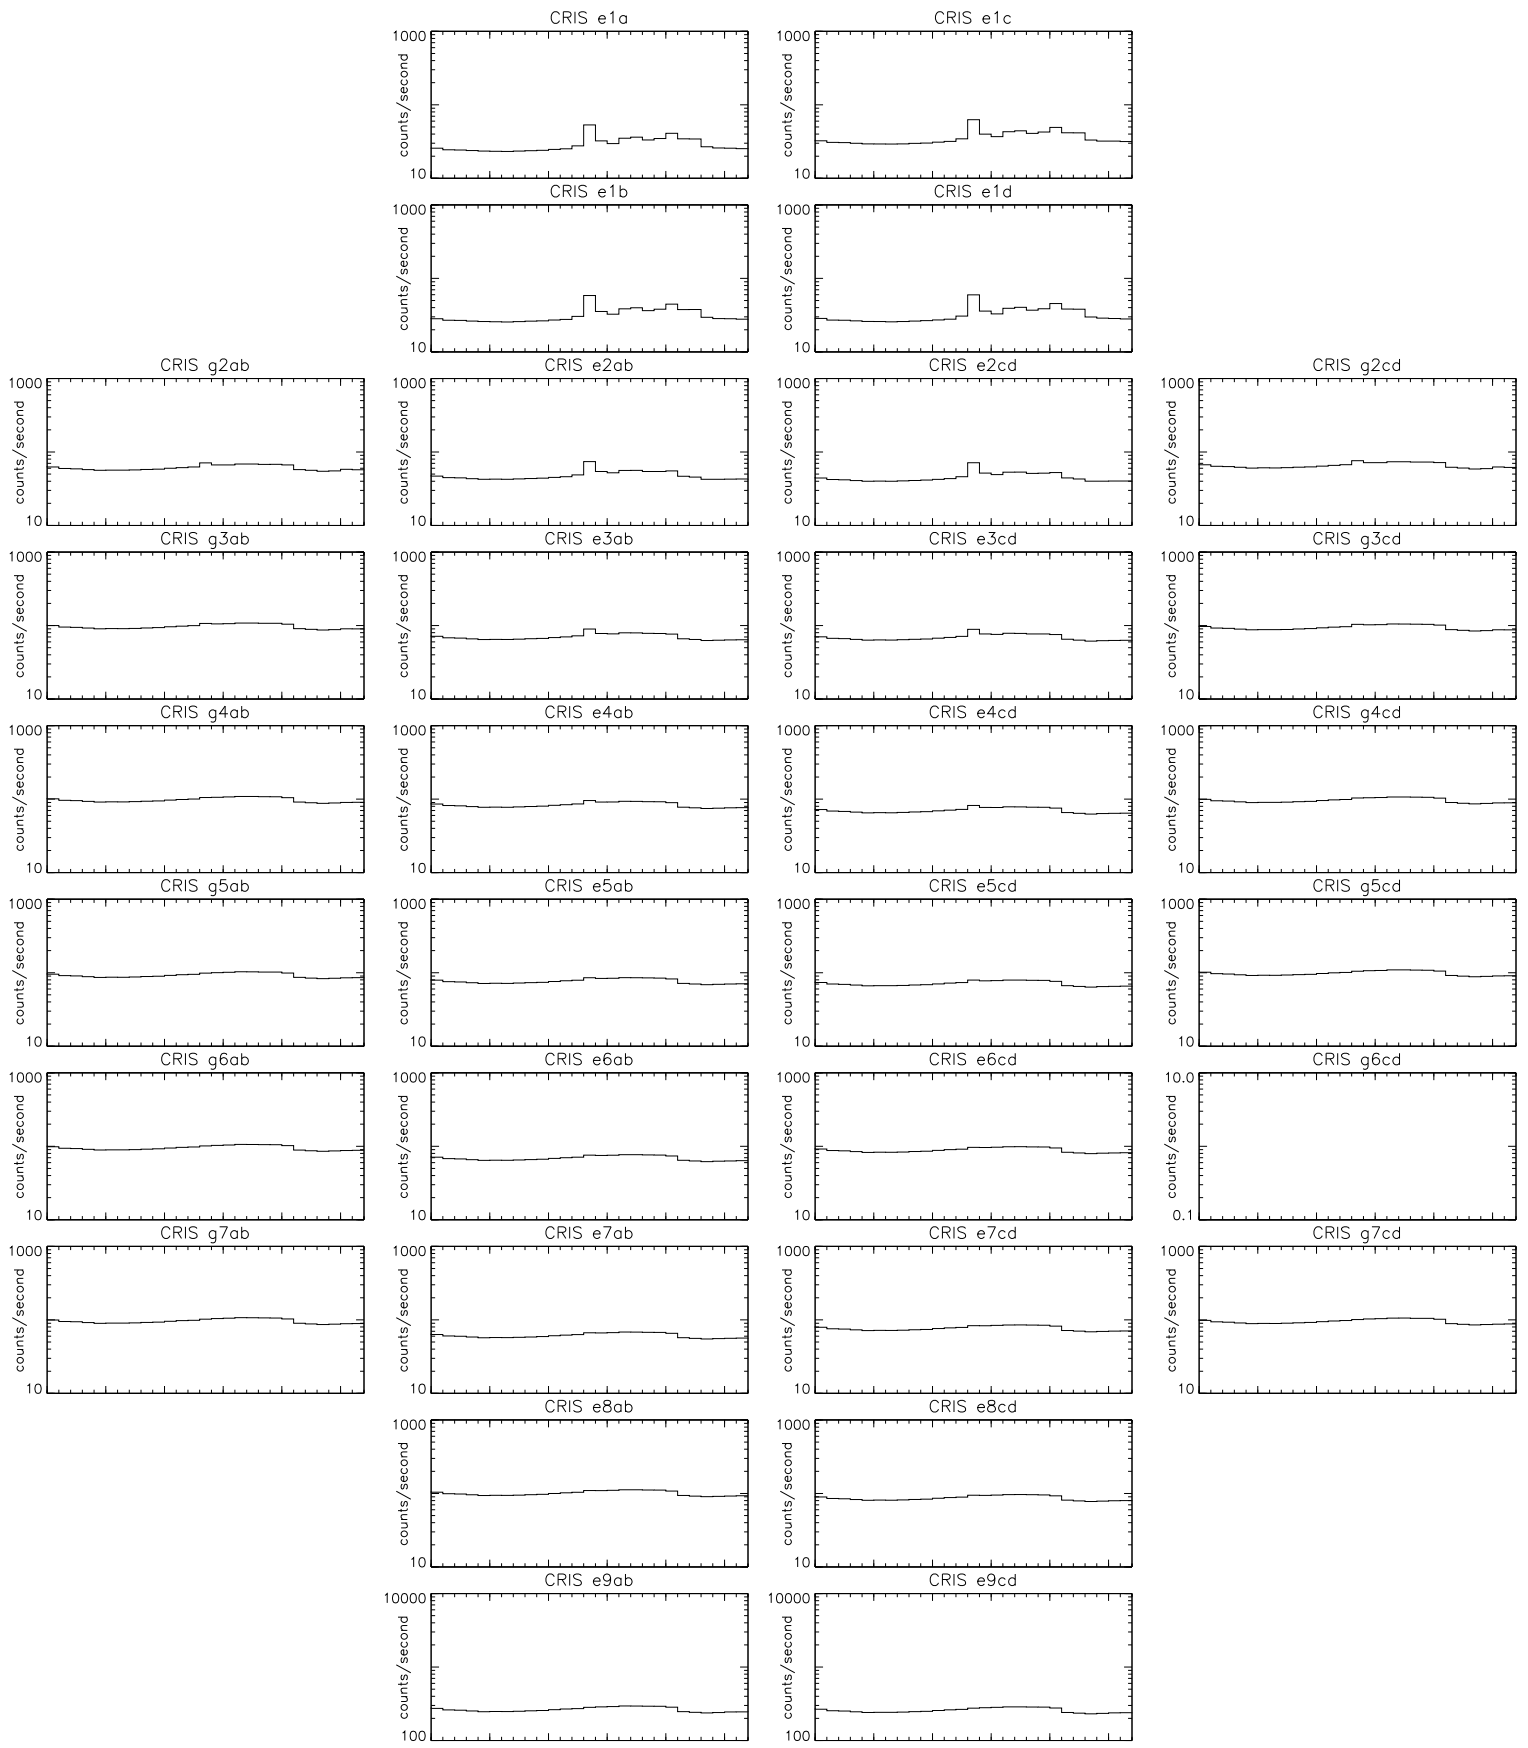 CRIS e1a
1000
counts/second
10
CRIS e1c
1000
counts/second
10
CRIS e1b
1000
counts/second
10
CRIS e1d
1000
counts/second
10
CRIS g2ab
1000
counts/second
10
CRIS e2ab
1000
counts/second
10
CRIS e2cd
1000
counts/second
10
CRIS g2cd
1000
counts/second
10
CRIS g3ab
1000
counts/second
10
CRIS e3ab
1000
counts/second
10
CRIS e3cd
1000
counts/second
10
CRIS g3cd
1000
counts/second
10
CRIS g4ab
1000
counts/second
10
CRIS e4ab
1000
counts/second
10
CRIS e4cd
1000
counts/second
10
CRIS g4cd
1000
counts/second
10
CRIS g5ab
1000
counts/second
10
CRIS e5ab
1000
counts/second
10
CRIS e5cd
1000
counts/second
10
CRIS g5cd
1000
counts/second
10
CRIS g6ab
1000
counts/second
10
CRIS e6ab
1000
counts/second
10
CRIS e6cd
1000
counts/second
10
CRIS g6cd
10.0
counts/second
0.1
CRIS g7ab
1000
counts/second
10
CRIS e7ab
1000
counts/second
10
CRIS e7cd
1000
counts/second
10
CRIS g7cd
1000
counts/second
10
CRIS e8ab
1000
counts/second
10
CRIS e8cd
1000
counts/second
10
CRIS e9ab
10000
counts/second
100
CRIS e9cd
10000
counts/second
100